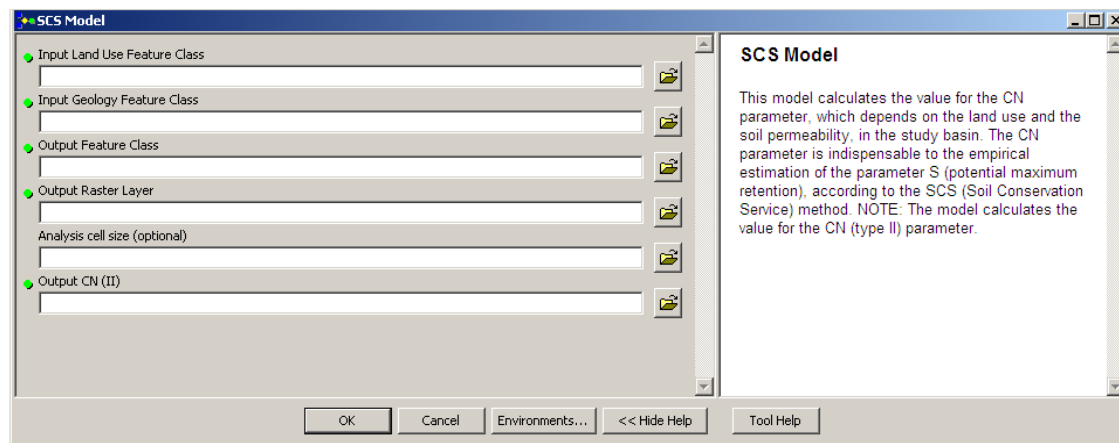 SCS Model
Input Land Use Feature Class
Input Geology Feature Class
Output Feature Class
Output Raster Layer
Analysis cell size (optional)
Output CN (II)
SCS Model
This model calculates the value for the CN
parameter, which depends on the land use and the
soil permeability, in the study basin. The CN
parameter is indispensable to the empirical
estimation of the parameter S (potential maximum
retention), according to the SCS (Soil Conservation
Service) method. NOTE: The model calculates the
value for the CN (type II) parameter.
OK
Cancel
Environments...
<< Hide Help
Tool Help